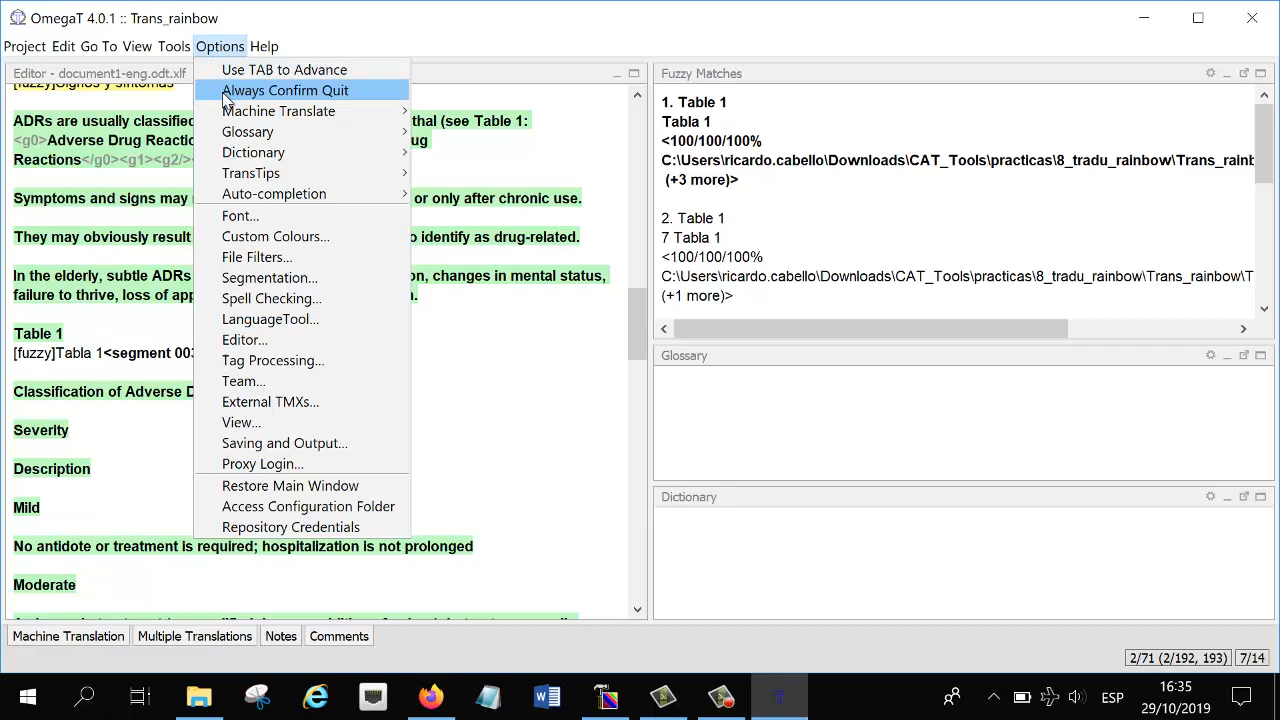 OmegaT 4.0.1 :: Trans_rainbow
Project Edit Go To View Tools Options Help
Editor - document1-eng.odt.xlf
[fuzzy]Signos y síntomas
ADRs are usually classified
thal (see Table 1:
<g0>Adverse Drug Reactio
ug
Reactions</g0><g1><g2/><
Symptoms and signs may
or only after chronic use.
They may obviously result
o identify as drug-related.
In the elderly, subtle ADRs
on, changes in mental status,
failure to thrive, loss of app
n.
Table 1
[fuzzy]Tabla 1<segment 003
Classification of Adverse D
Severity
Description
Mild
No antidote or treatment is required; hospitalization is not prolonged
Moderate
Use TAB to Advance
Always Confirm Quit
Machine Translate
Glossary
Dictionary
TransTips
Auto-completion
Font...
Custom Colours...
File Filters...
Segmentation...
Spell Checking...
LanguageTool...
Editor...
Tag Processing...
Team...
External TMXs...
View...
Saving and Output...
Proxy Login...
Restore Main Window
Access Configuration Folder
Repository Credentials
Fuzzy Matches
1. Table 1
Tabla 1
<100/100/100%
C:\Users\ricardo.cabello\Downloads\CAT_Tools\practicas\8_tradu_rainbow\Trans_rainb
(+3 more)>
2. Table 1
7 Tabla 1
<100/100/100%
C:\Users\ricardo.cabello\Downloads\CAT_Tools\practicas\8_tradu_rainbow\Trans_rainbow\T
(+1 more)>
Glossary
Dictionary
Machine Translation
Multiple Translations
Notes
Comments
2/71 (2/192, 193)
7/14
ESP
16:35
29/10/2019